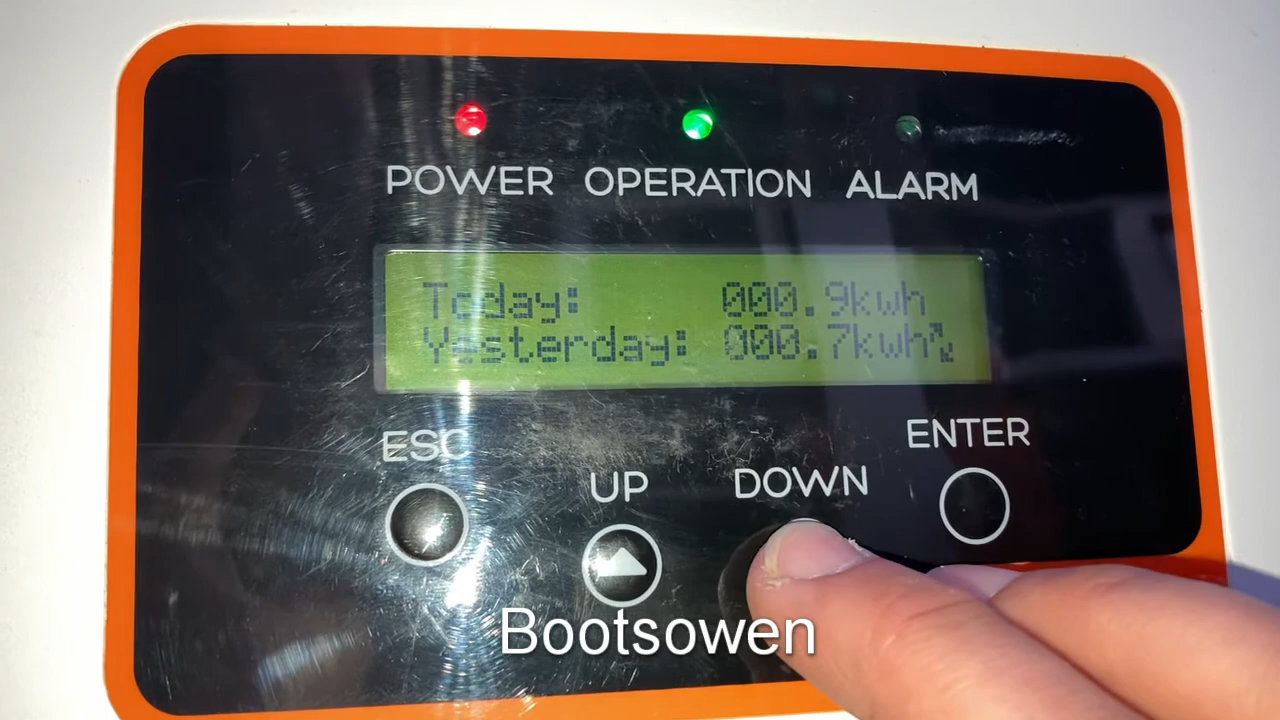 POWER OPERATION ALARM
Today: 000.9kwh
Yesterday: 000.7kwh
ESC
UP
DOWN
ENTER
Bootsowen